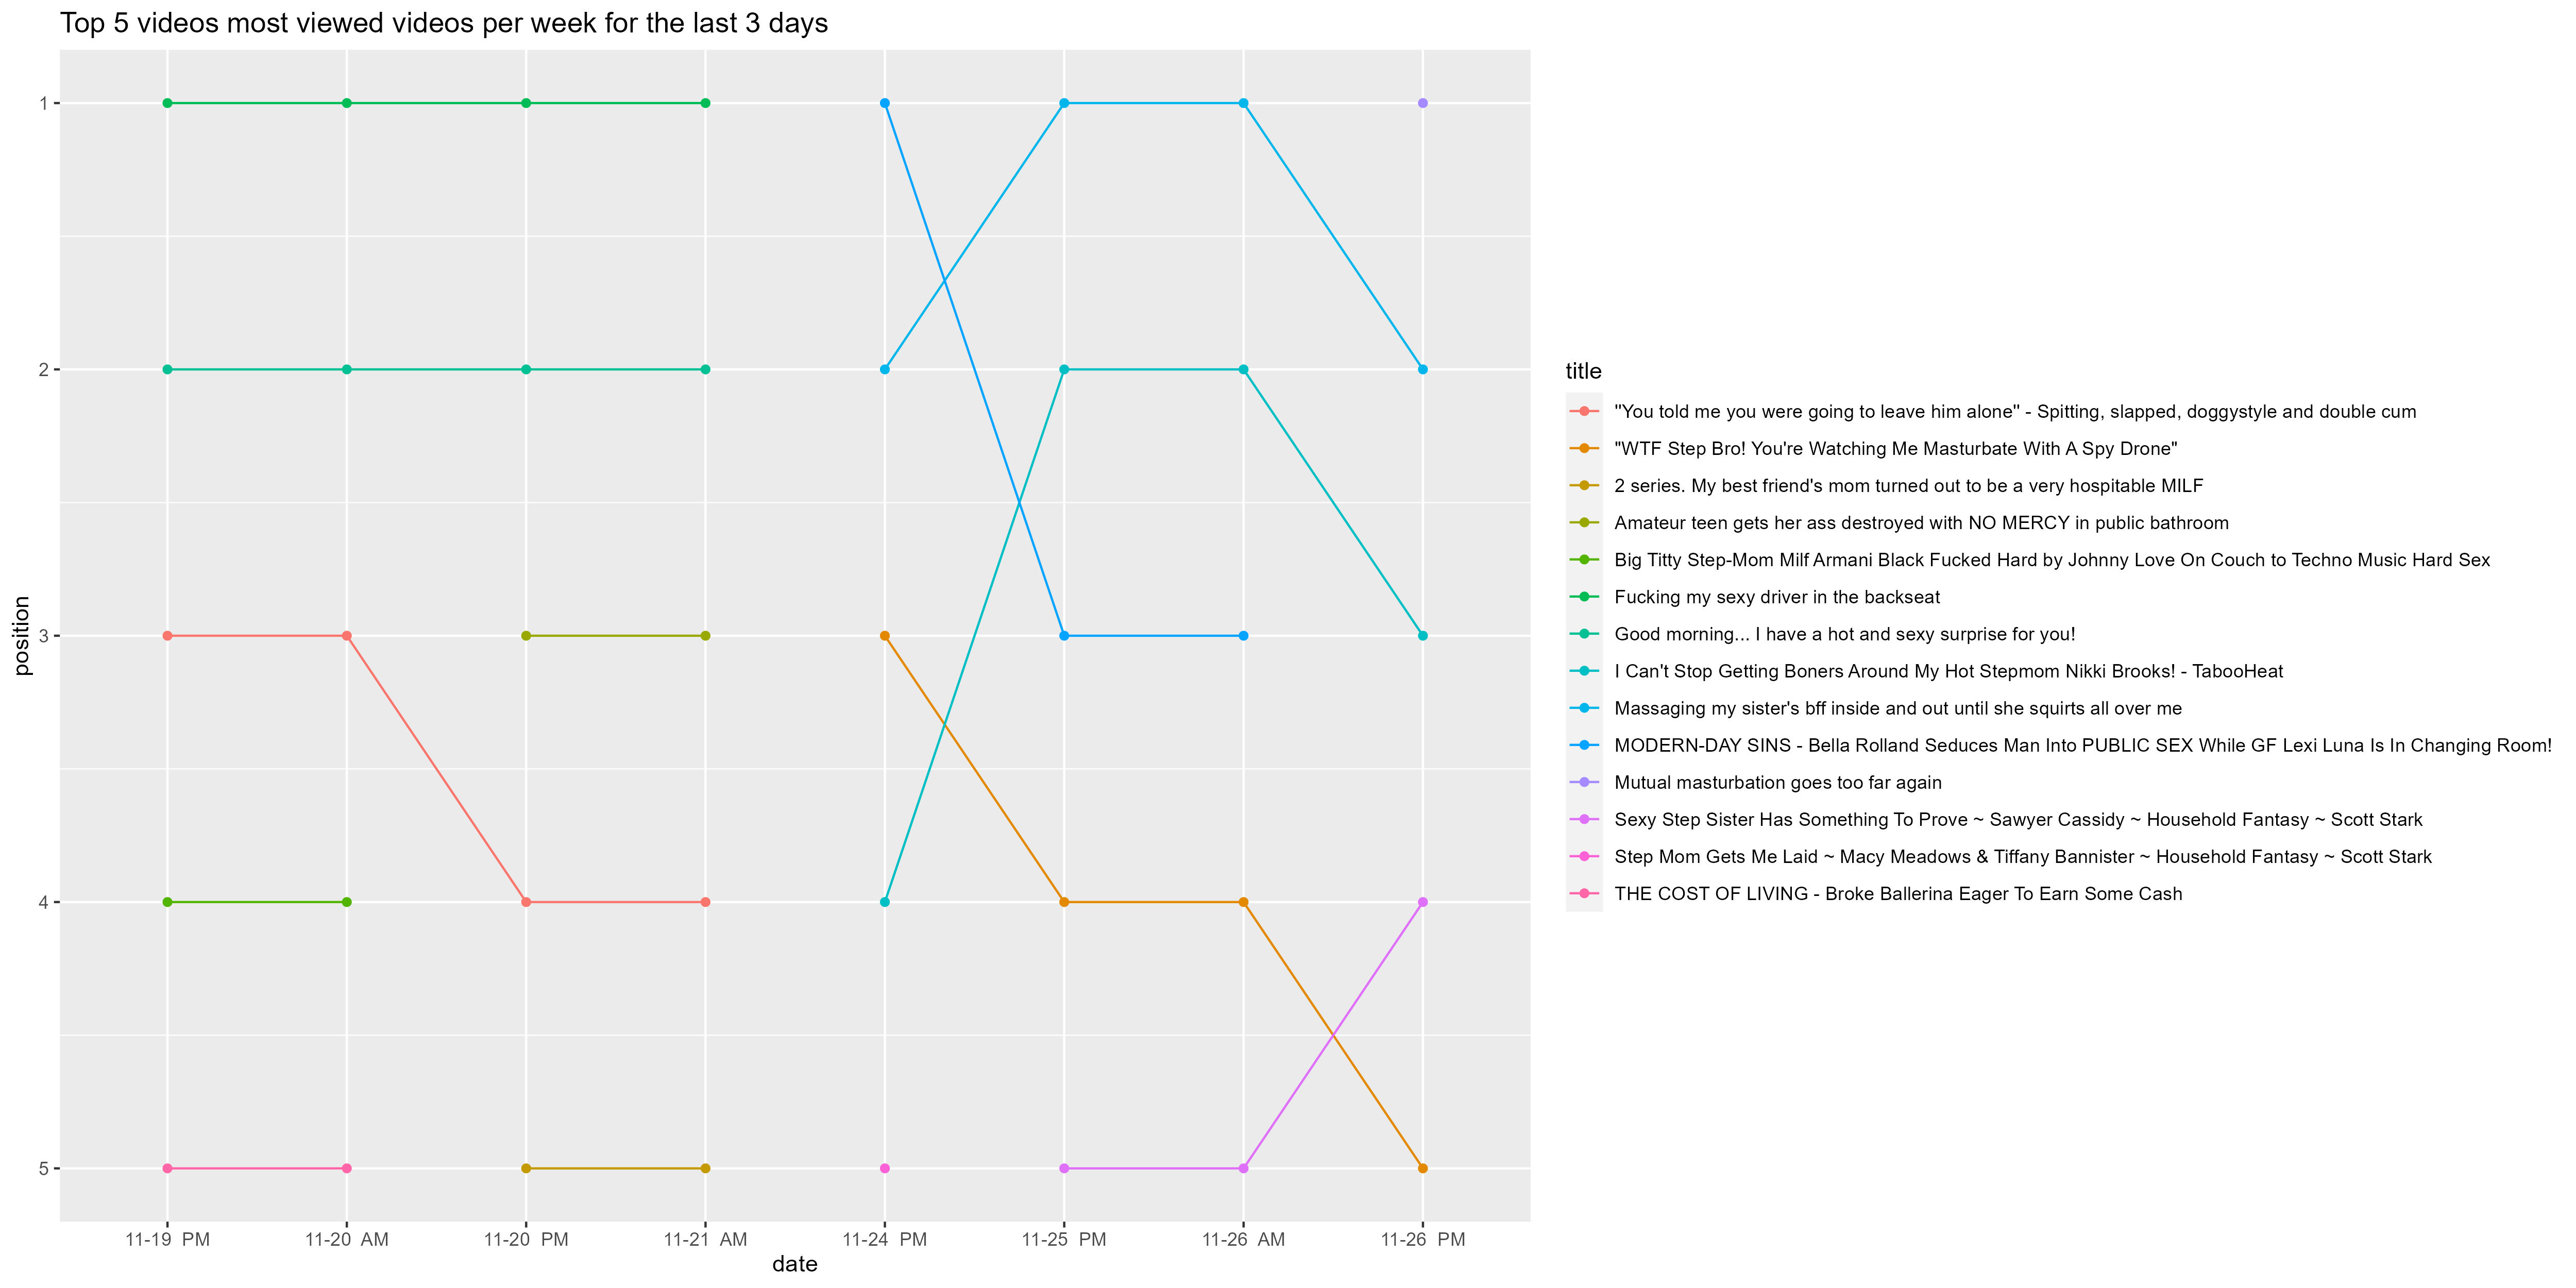 Top 5 videos most viewed videos per week for the last 3 days
position
1
2
3
4
5
11-19 PM
11-20 AM
11-20 PM
11-21 AM
11-24 PM
11-25 PM
11-26 AM
11-26 PM
date
title
"You told me you were going to leave him alone" - Spitting, slapped, doggystyle and double cum
"WTF Step Bro! You're Watching Me Masturbate With A Spy Drone"
2 series. My best friend's mom turned out to be a very hospitable MILF
Amateur teen gets her ass destroyed with NO MERCY in public bathroom
Big Titty Step-Mom Milf Armani Black Fucked Hard by Johnny Love On Couch to Techno Music Hard Sex
Fucking my sexy driver in the backseat
Good morning... I have a hot and sexy surprise for you!
I Can't Stop Getting Boners Around My Hot Stepmom Nikki Brooks! - TabooHeat
Massaging my sister's bff inside and out until she squirts all over me
MODERN-DAY SINS - Bella Rolland Seduces Man Into PUBLIC SEX While GF Lexi Luna Is In Changing Room!
Mutual masturbation goes too far again
Sexy Step Sister Has Something To Prove ~ Sawyer Cassidy ~ Household Fantasy ~ Scott Stark
Step Mom Gets Me Laid ~ Macy Meadows & Tiffany Bannister ~ Household Fantasy ~ Scott Stark
THE COST OF LIVING - Broke Ballerina Eager To Earn Some Cash